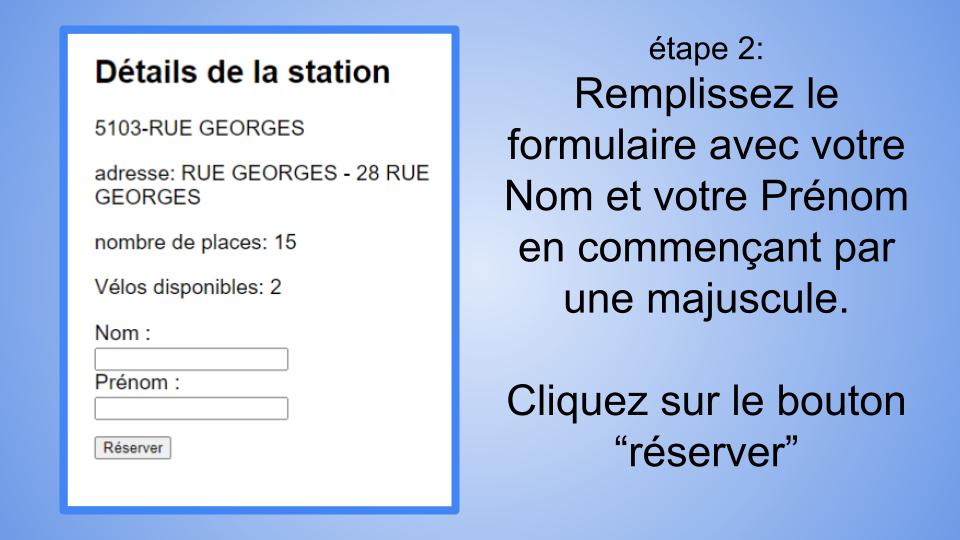 Détails de la station
5103-RUE GEORGES
adresse: RUE GEORGES - 28 RUE
GEORGES
nombre de places: 15
Vélos disponibles: 2
Nom :
Prénom :
Réserver
étape 2:
Remplissez le
formulaire avec votre
Nom et votre Prénom
en commençant par
une majuscule.
Cliquez sur le bouton
“réserver”